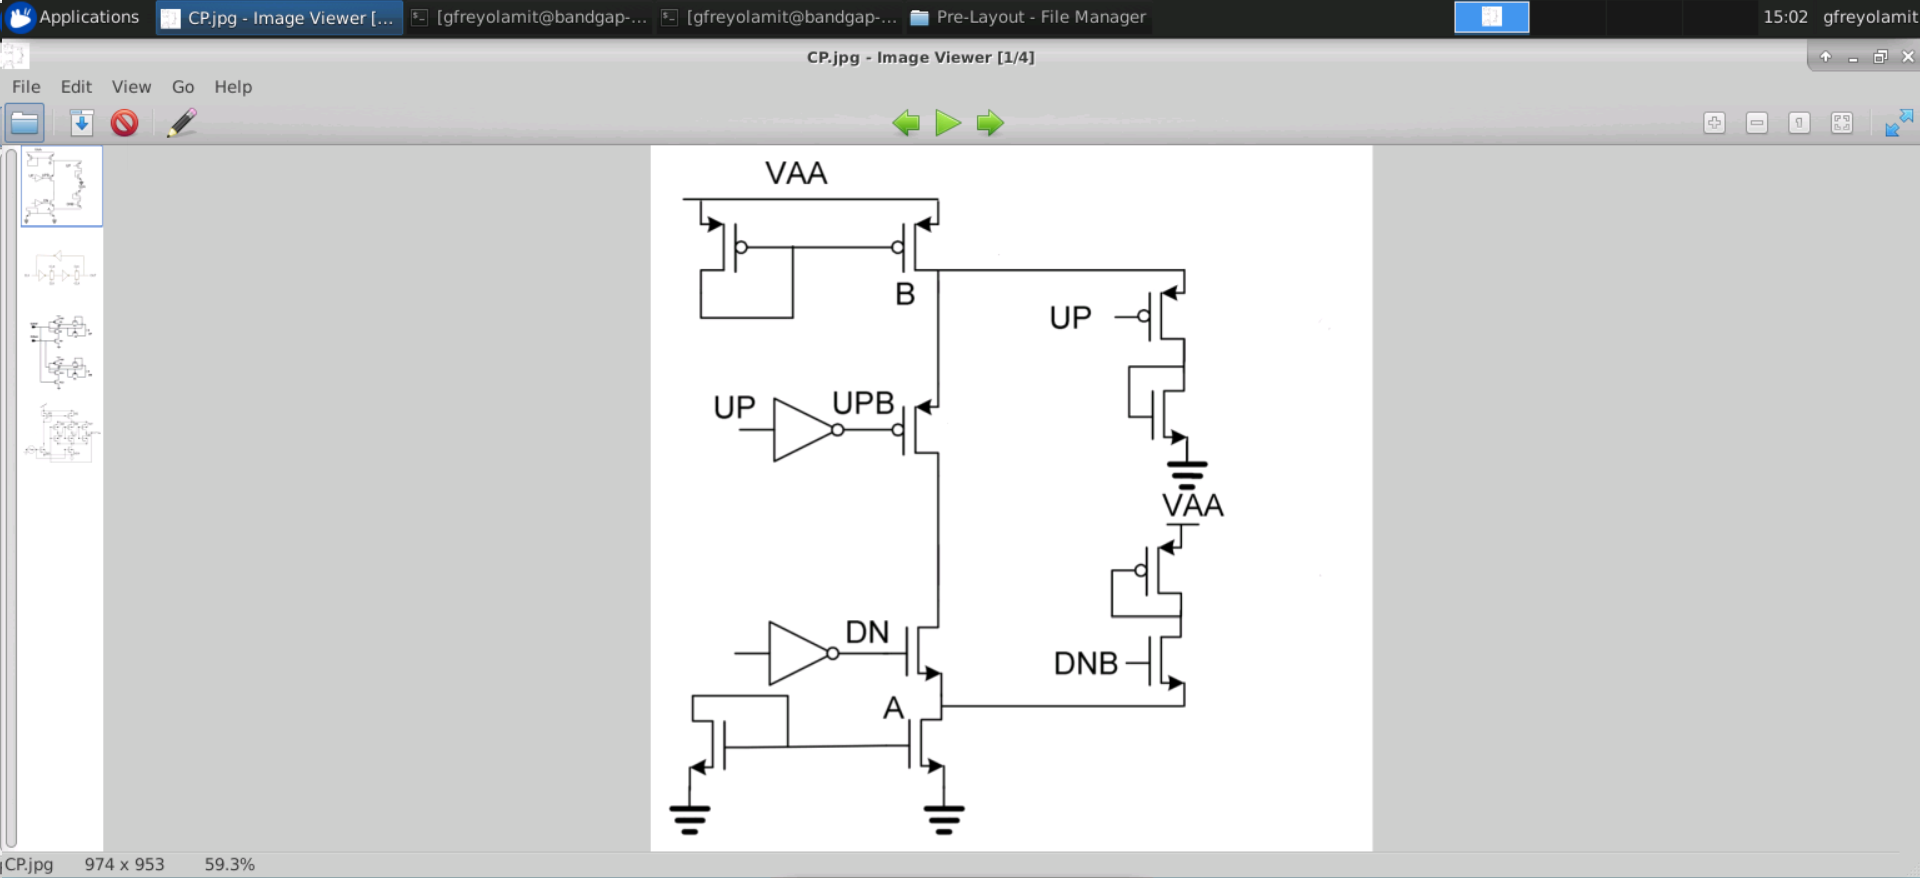 Applications
CP.jpg - Image Viewer [...
[gfreyolamit@bandgap-...
[gfreyolamit@bandgap-...
Pre-Layout - File Manager
15:02
gfreyolamit
CP.jpg - Image Viewer [1/4]
File Edit View Go Help
VAA
B
UP
UP
UPB
VAA
DN
DNB
A
CP.jpg 974 x 953 59.3%